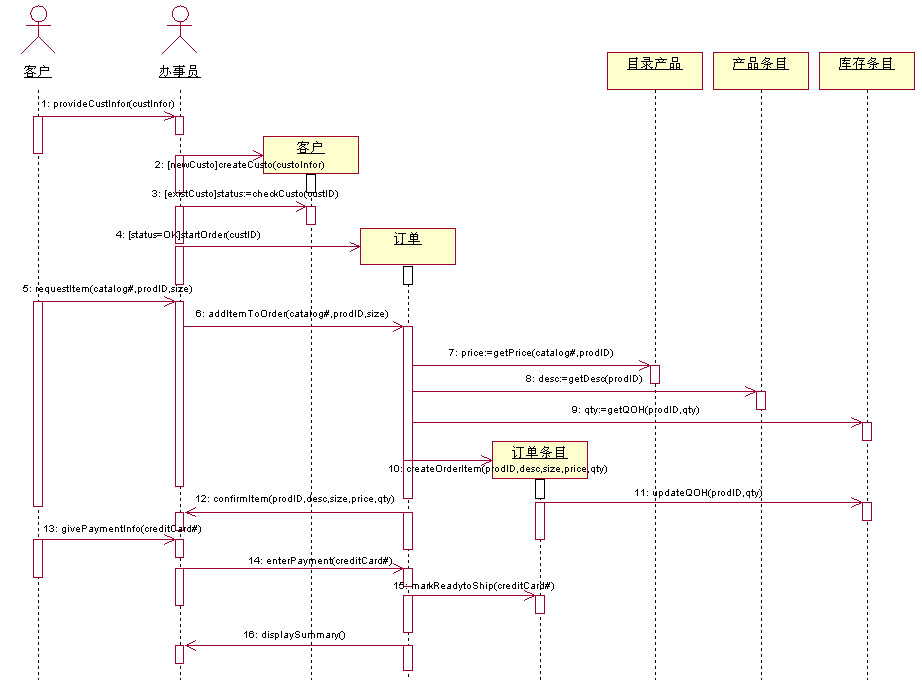 客户
办事员
目录产品
产品条目
库存条目
1: provideCustInfor(custInfor)
客户
2: [newCusto]createCusto(custoInfor)
3: [existCusto]status:=checkCusto(custID)
4: [status=OK]startOrder(custID)
订单
5: requestItem(catalog#,prodID,size)
6: addItemToOrder(catalog#,prodID,size)
7: price:=getPrice(catalog#,prodID)
8: desc:=getDesc(prodID)
9: qty:=getQOH(prodID,qty)
订单条目
10: createOrderItem(prodID,desc,size,price,qty)
11: updateQOH(prodID,qty)
12: confirmItem(prodID,desc,size,price,qty)
13: givePaymentInfo(creditCard#)
14: enterPayment(creditCard#)
15: markReadytoShip(creditCard#)
16: displaySummary()